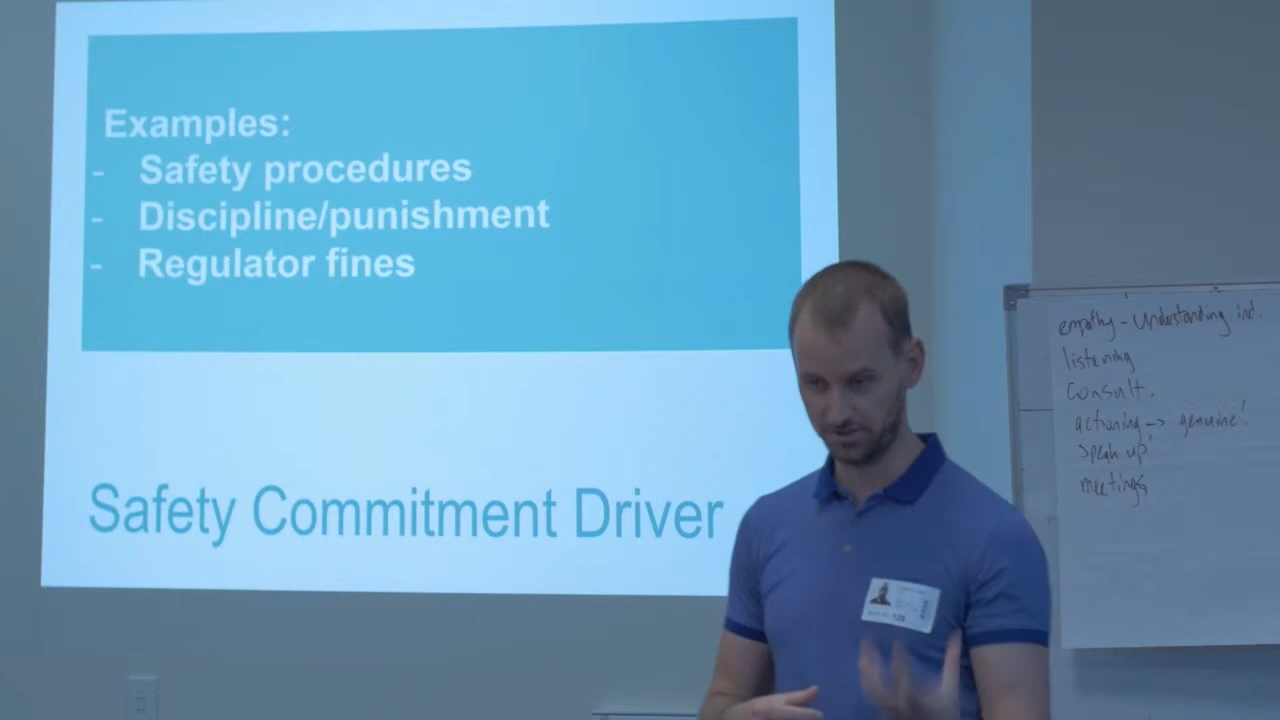 Examples:
- Safety procedures
- Discipline/punishment
- Regulator fines
Safety Commitment Driver
empathy - Understanding ind.
listening
Consult.
actioning -> genuine!
speak up!
meetings